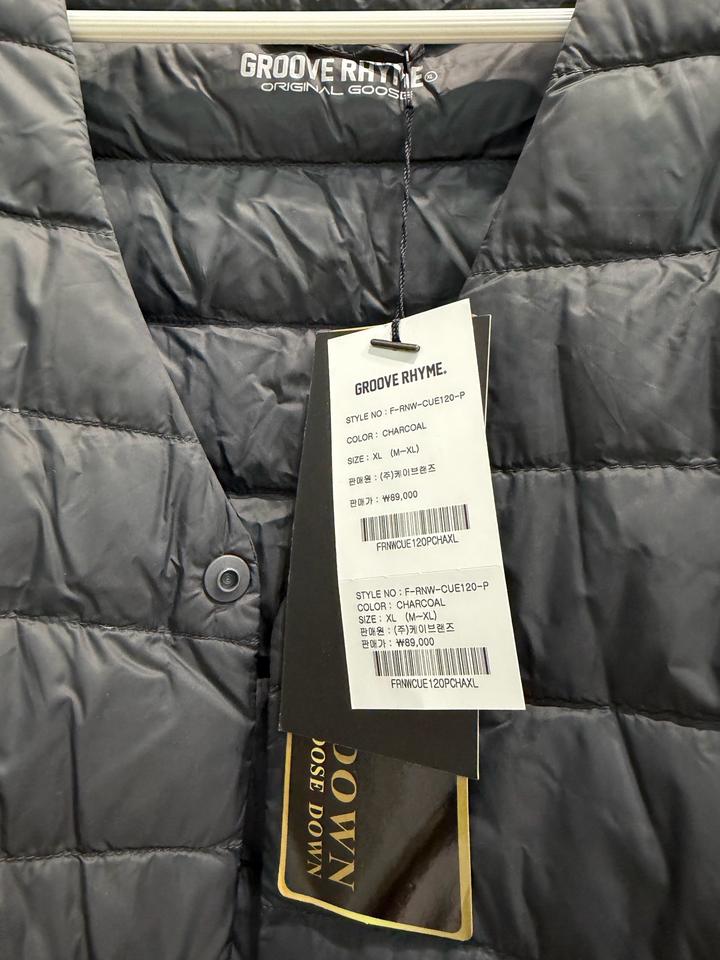 GROOVE RHYME
XL
ORIGINAL GOOSE
GROOVE RHYME.
STYLE NO : F-RNW-CUE120-P
COLOR : CHARCOAL
SIZE : XL (M-XL)
판매원 : (주)케이브랜즈
판매가 : ₩89,000
FRNWCUE120PCHAXL
STYLE NO : F-RNW-CUE120-P
COLOR : CHARCOAL
SIZE : XL (M-XL)
판매원 : (주)케이브랜즈
판매가 : ₩89,000
FRNWCUE120PCHAXL
DOWN
OOSE DOWN